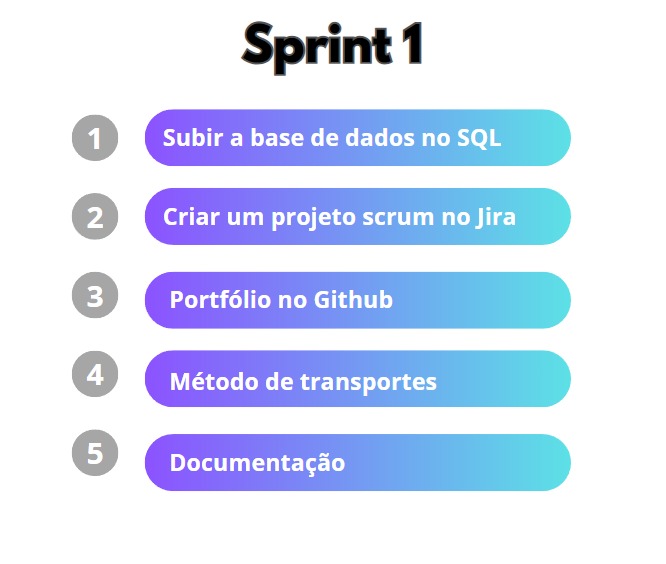 Sprint 1
1 Subir a base de dados no SQL
2 Criar um projeto scrum no Jira
3 Portfólio no Github
4 Método de transportes
5 Documentação